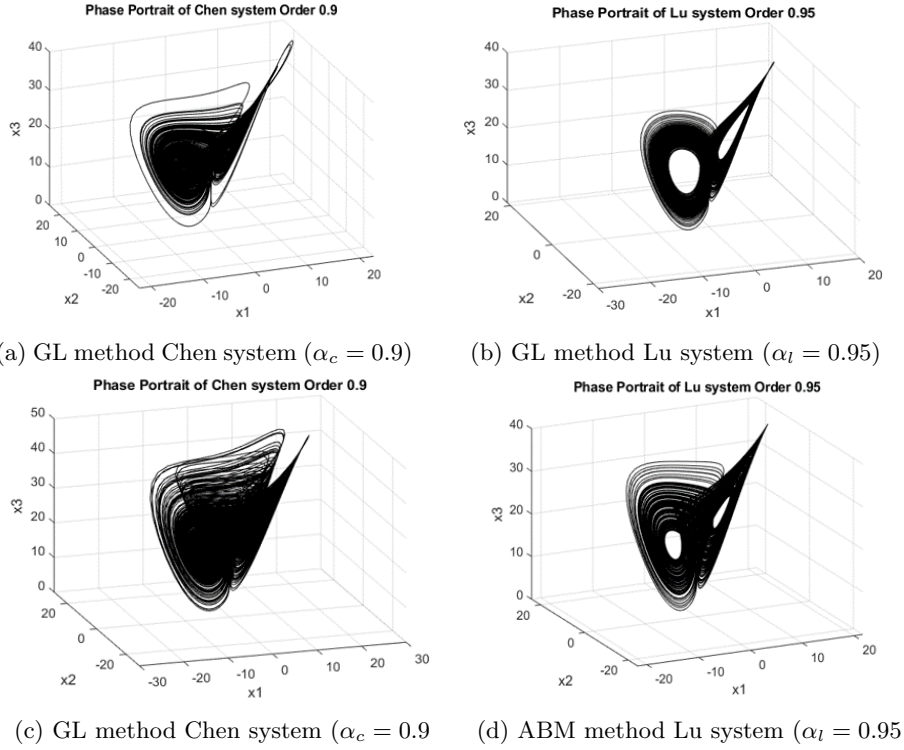 Phase Portrait of Chen system Order 0.9
40
30
20
10
0
x3
20
10
0
-10
-20
x2
-20
-10
0
10
20
x1
Phase Portrait of Lu system Order 0.95
40
30
20
10
0
x3
20
0
-20
x2
-30
-20
-10
0
10
20
x1
(a) GL method Chen system (α_c = 0.9)
(b) GL method Lu system (α_l = 0.95)
Phase Portrait of Chen system Order 0.9
50
40
30
20
10
0
x3
20
0
-20
x2
-30
-20
-10
0
10
20
30
x1
Phase Portrait of Lu system Order 0.95
40
30
20
10
0
x3
20
0
-20
x2
-20
-10
0
10
20
x1
(c) GL method Chen system (α_c = 0.9
(d) ABM method Lu system (α_l = 0.95